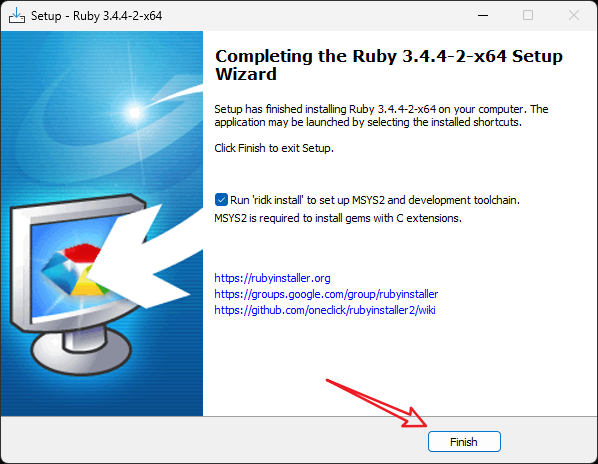 Setup - Ruby 3.4.4-2-x64
Completing the Ruby 3.4.4-2-x64 Setup
Wizard
Setup has finished installing Ruby 3.4.4-2-x64 on your computer. The
application may be launched by selecting the installed shortcuts.
Click Finish to exit Setup.
Run 'ridk install' to set up MSYS2 and development toolchain.
MSYS2 is required to install gems with C extensions.
https://rubyinstaller.org
https://groups.google.com/group/rubyinstaller
https://github.com/oneclick/rubyinstaller2/wiki
Finish